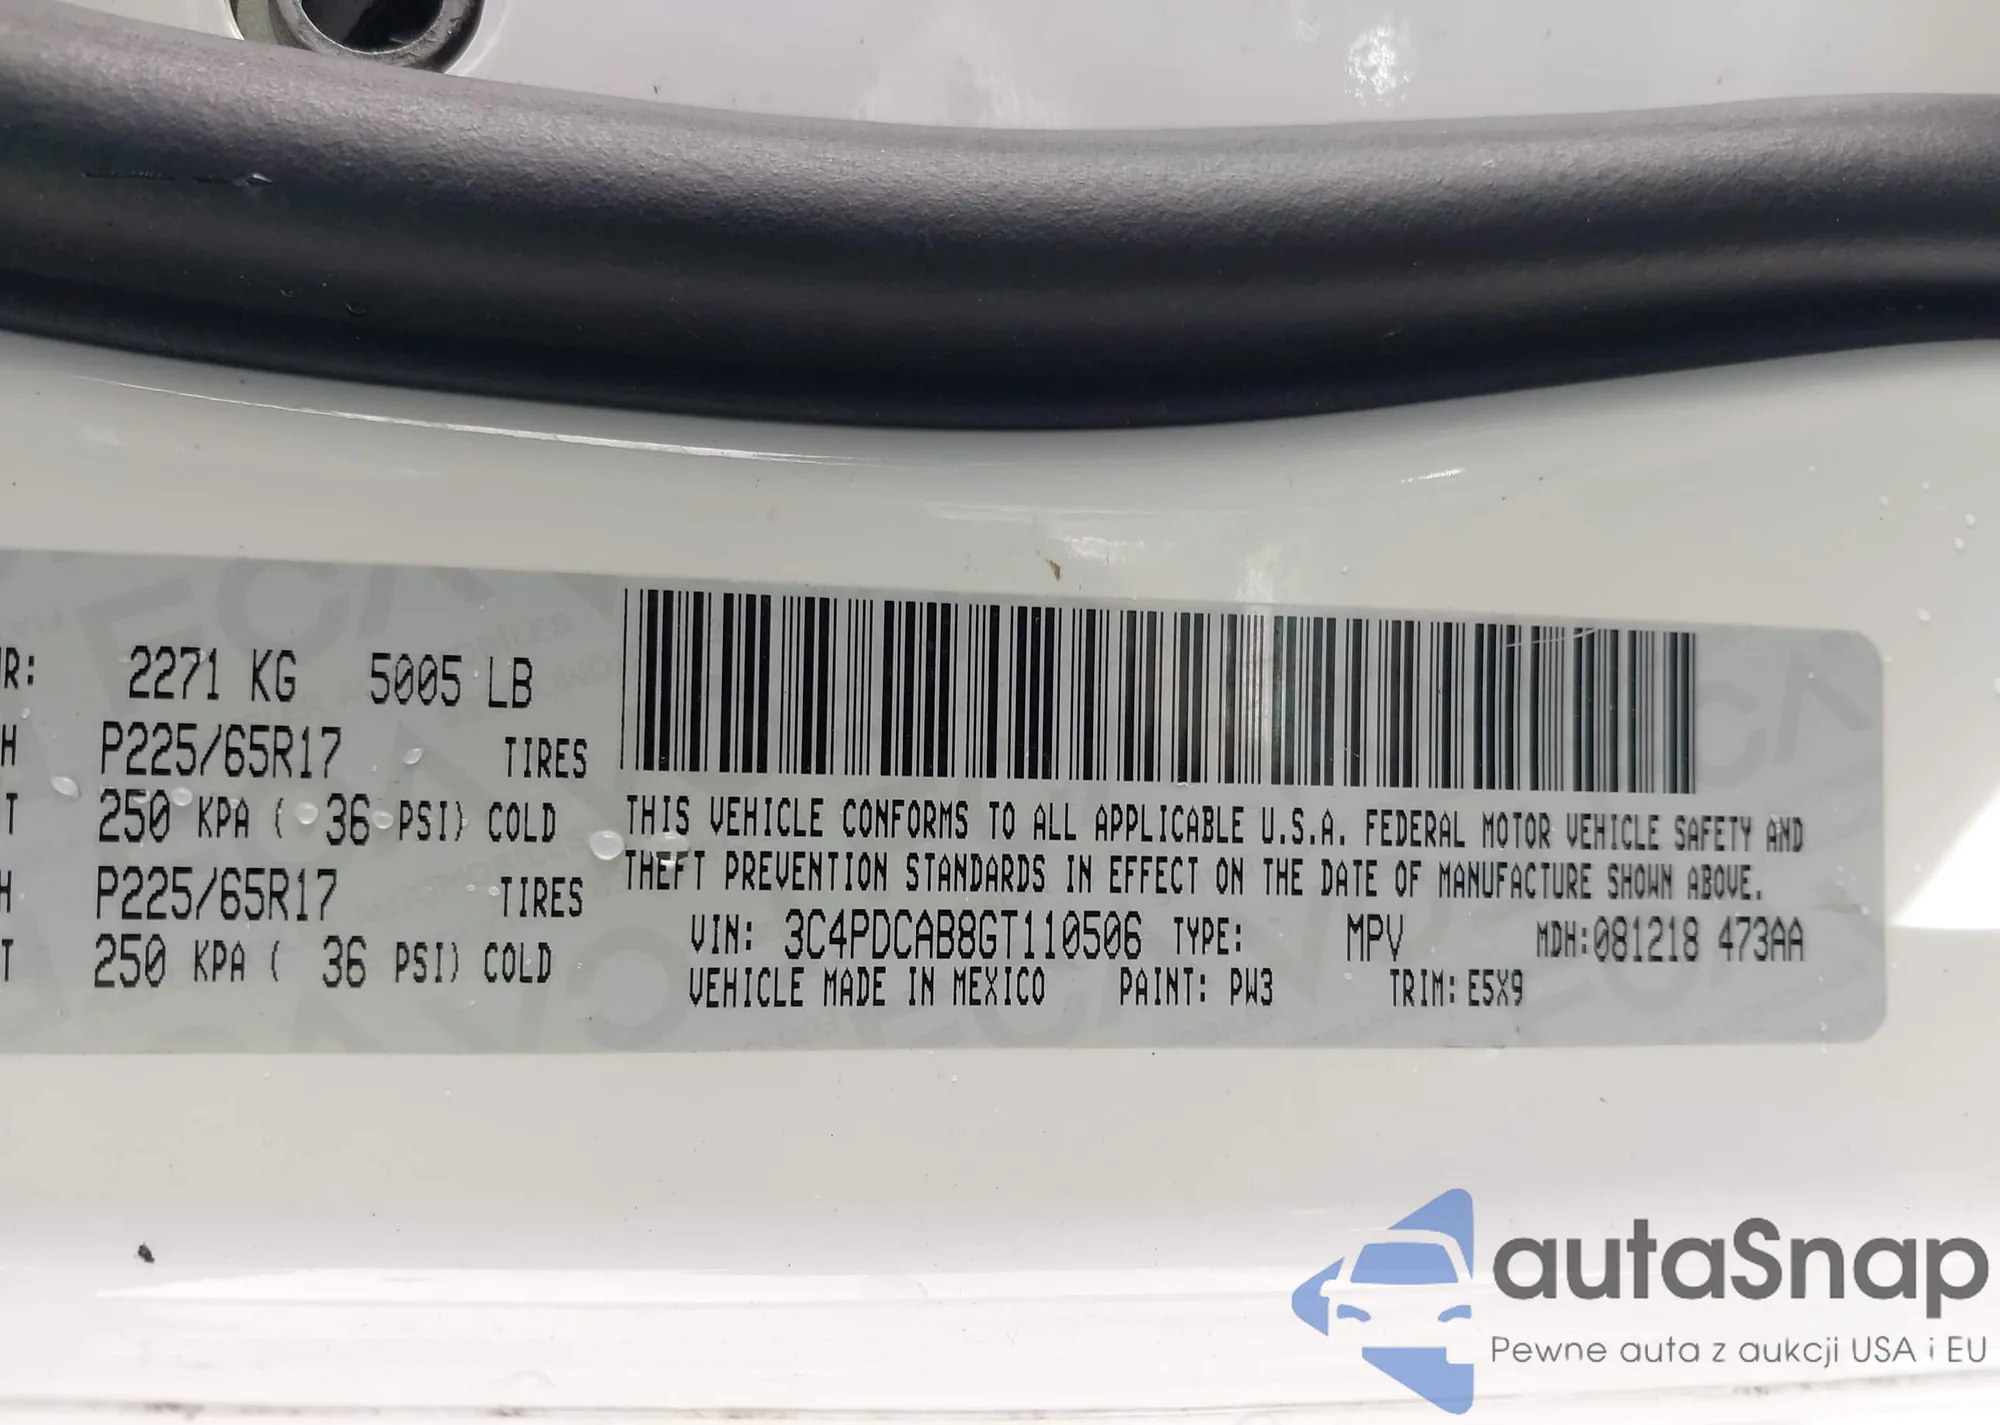 WR: 2271 KG 5005 LB
H P225/65R17 TIRES
T 250 KPA ( 36 PSI) COLD
H P225/65R17 TIRES
T 250 KPA ( 36 PSI) COLD
THIS VEHICLE CONFORMS TO ALL APPLICABLE U.S.A. FEDERAL MOTOR VEHICLE SAFETY AND
THEFT PREVENTION STANDARDS IN EFFECT ON THE DATE OF MANUFACTURE SHOWN ABOVE.
VIN: 3C4PDCAB8GT110506 TYPE: MPV MDH:081218 473AA
VEHICLE MADE IN MEXICO PAINT: PW3 TRIM: E5X9
autaSnap
Pewne auta z aukcji USA i EU